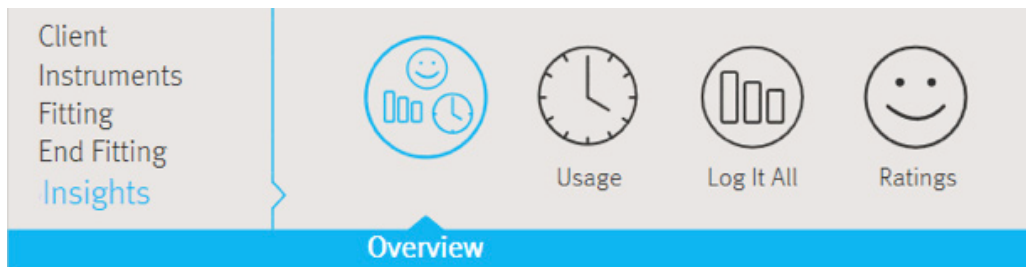 Client
Instruments
Fitting
End Fitting
Insights
Usage
Log It All
Ratings
Overview